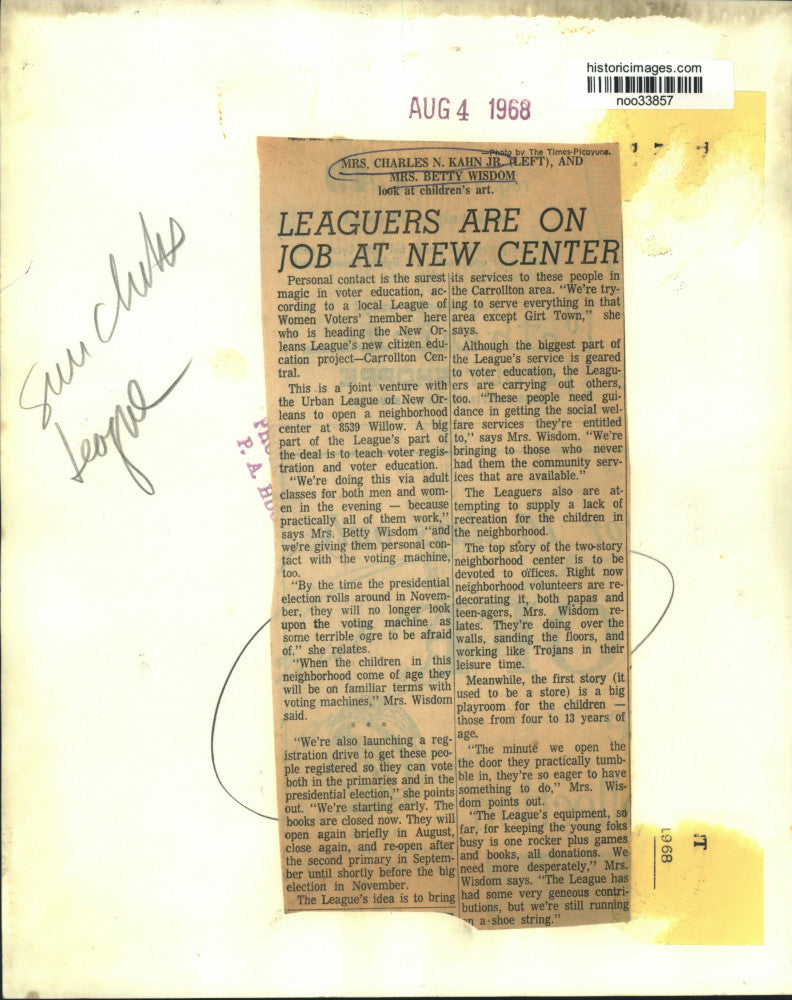 historicimages.com
noo33857
AUG 4 1968
—Photo by The Times-Picayune.
MRS. CHARLES N. KAHN JR. (LEFT), AND
MRS. BETTY WISDOM
look at children's art.
LEAGUERS ARE ON
JOB AT NEW CENTER
Personal contact is the surest
magic in voter education, ac-
cording to a local League of
Women Voters' member here
who is heading the New Or-
leans League's new citizen edu-
cation project—Carrollton Cen-
tral.
This is a joint venture with
the Urban League of New Or-
leans to open a neighborhood
center at 8539 Willow. A big
part of the League's part of
the deal is to teach voter regis-
tration and voter education.
"We're doing this via adult
classes for both men and wom-
en in the evening — because
practically all of them work,"
says Mrs. Betty Wisdom "and
we're giving them personal con-
tact with the voting machine,
too.
"By the time the presidential
election rolls around in Novem-
ber, they will no longer look
upon the voting machine as
some terrible ogre to be afraid
of," she relates.
"When the children in this
neighborhood come of age they
will be on familiar terms with
voting machines," Mrs. Wisdom
said.
* * *
"We're also launching a reg-
istration drive to get these peo-
ple registered so they can vote
both in the primaries and in the
presidential election," she points
out. "We're starting early. The
books are closed now. They will
open again briefly in August,
close again, and re-open after
the second primary in Septem-
ber until shortly before the big
election in November.
The League's idea is to bring
its services to these people in
the Carrollton area. "We're try-
ing to serve everything in that
area except Girt Town," she
says.
Although the biggest part of
the League's service is geared
to voter education, the Leagu-
ers are carrying out others,
too. "These people need gui-
dance in getting the social wel-
fare services they're entitled
to," says Mrs. Wisdom. "We're
bringing to those who never
had them the community serv-
ices that are available."
The Leaguers also are at-
tempting to supply a lack of
recreation for the children in
the neighborhood.
The top story of the two-story
neighborhood center is to be
devoted to offices. Right now
neighborhood volunteers are re-
decorating it, both papas and
teen-agers, Mrs. Wisdom re-
lates. They're doing over the
walls, sanding the floors, and
working like Trojans in their
leisure time.
Meanwhile, the first story (it
used to be a store) is a big
playroom for the children —
those from four to 13 years of
age.
"The minute we open the
the door they practically tumb-
ble in, they're so eager to have
something to do," Mrs. Wis-
dom points out.
"The League's equipment, so
far, for keeping the young foks
busy is one rocker plus games
and books, all donations. We
need more desperately," Mrs.
Wisdom says. "The League has
had some very geneous contri-
butions, but we're still running
on a shoe string."
League
P. A. HU
1968